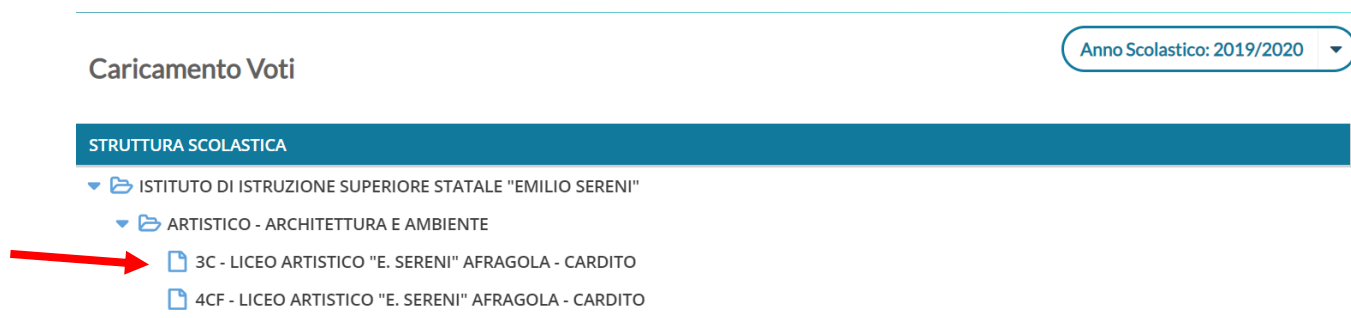 Anno Scolastico: 2019/2020
Caricamento Voti
STRUTTURA SCOLASTICA
ISTITUTO DI ISTRUZIONE SUPERIORE STATALE "EMILIO SERENI"
ARTISTICO - ARCHITETTURA E AMBIENTE
3C - LICEO ARTISTICO "E. SERENI" AFRAGOLA - CARDITO
4CF - LICEO ARTISTICO "E. SERENI" AFRAGOLA - CARDITO